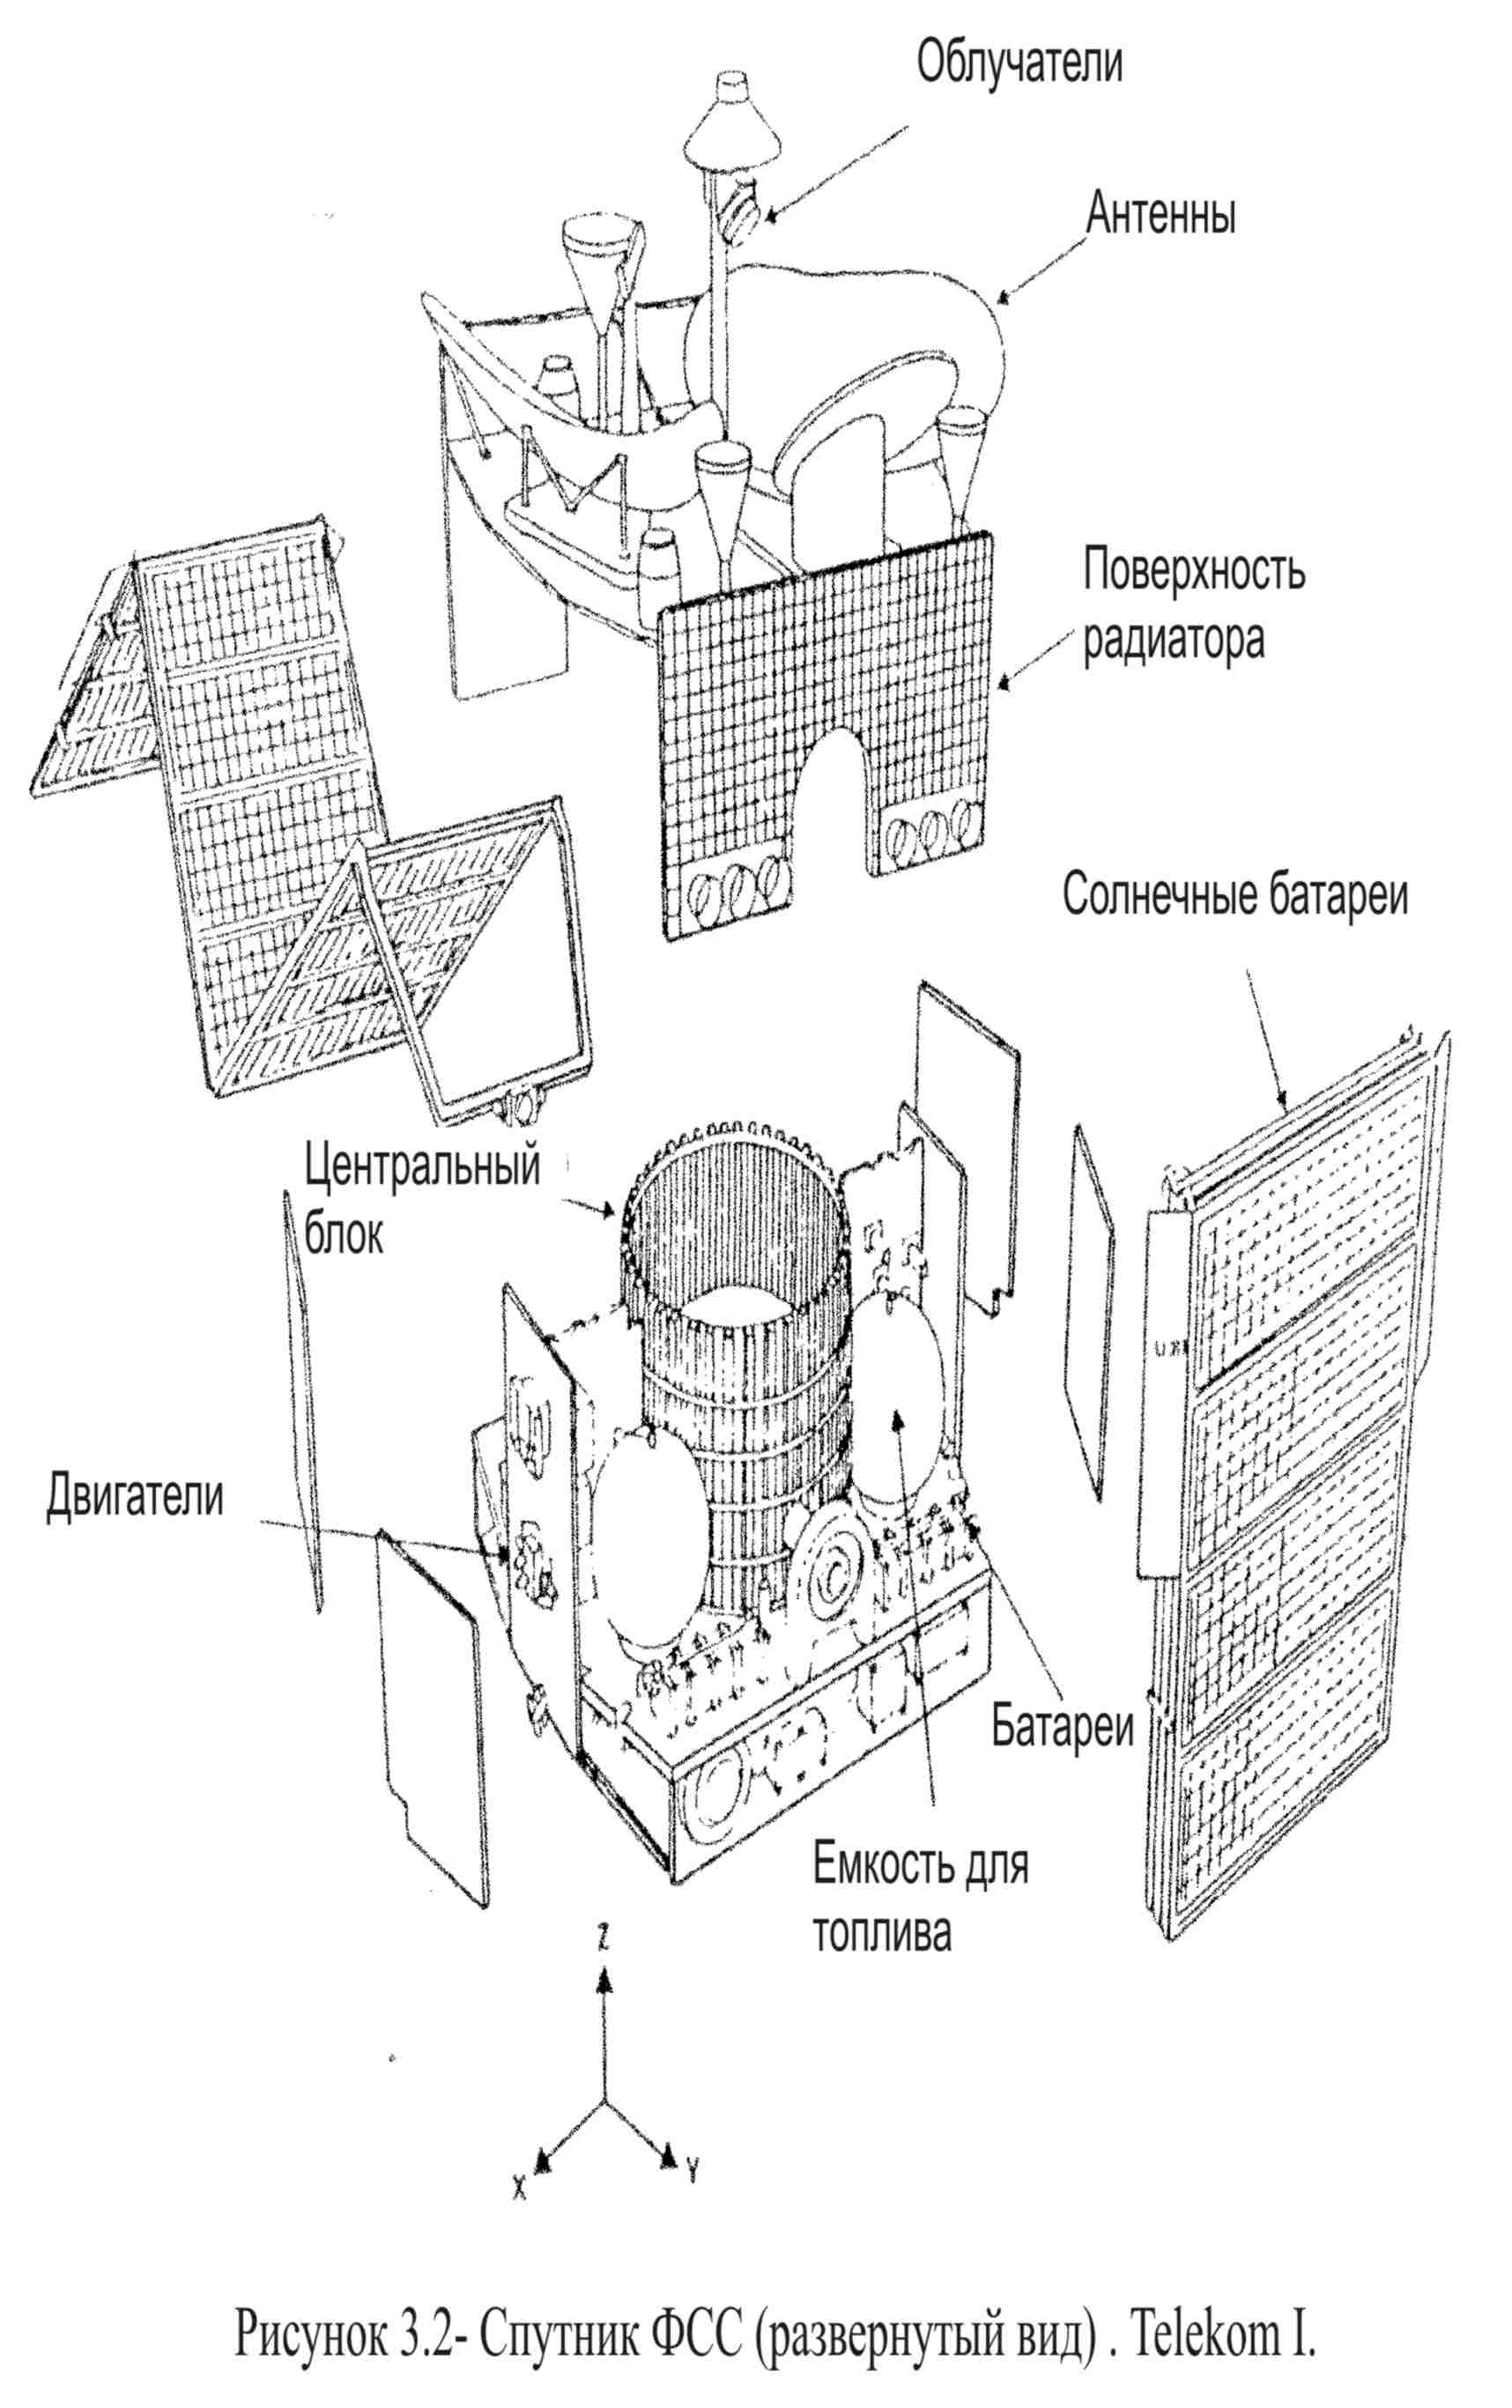 Облучатели
Антенны
Поверхность
радиатора
Солнечные батареи
Центральный
блок
Двигатели
Батареи
Емкость для
топлива
Z
X
Y
Рисунок 3.2- Спутник ФСС (развернутый вид) . Telekom I.